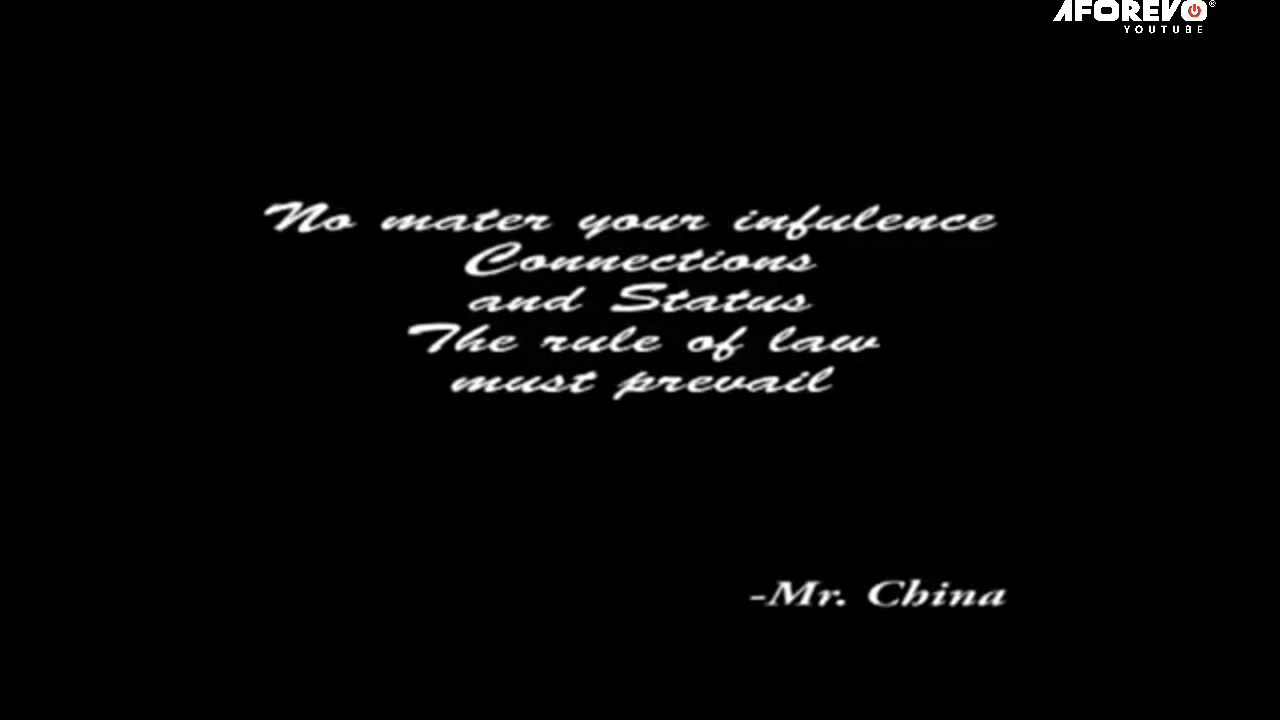 AFOREVO®
YOUTUBE
No mater your infulence
Connections
and Status
The rule of law
must prevail
-Mr. China